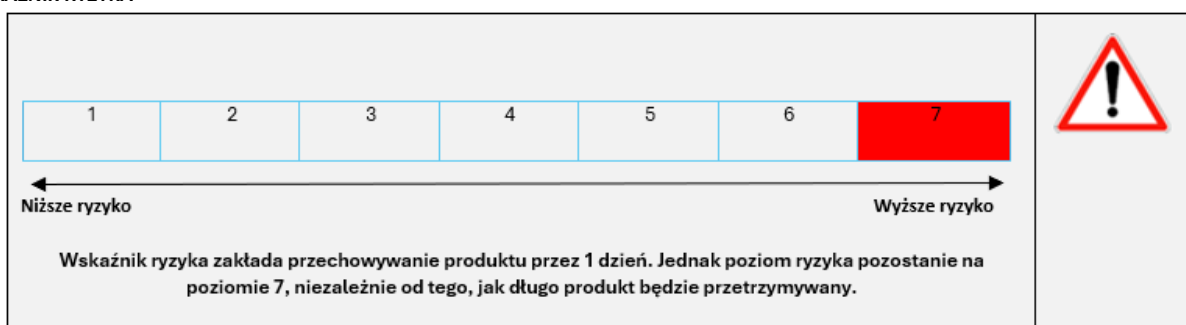 1 2 3 4 5 6 7
Niższe ryzyko Wyższe ryzyko
Wskaźnik ryzyka zakłada przechowywanie produktu przez 1 dzień. Jednak poziom ryzyka pozostanie na
poziomie 7, niezależnie od tego, jak długo produkt będzie przetrzymywany.